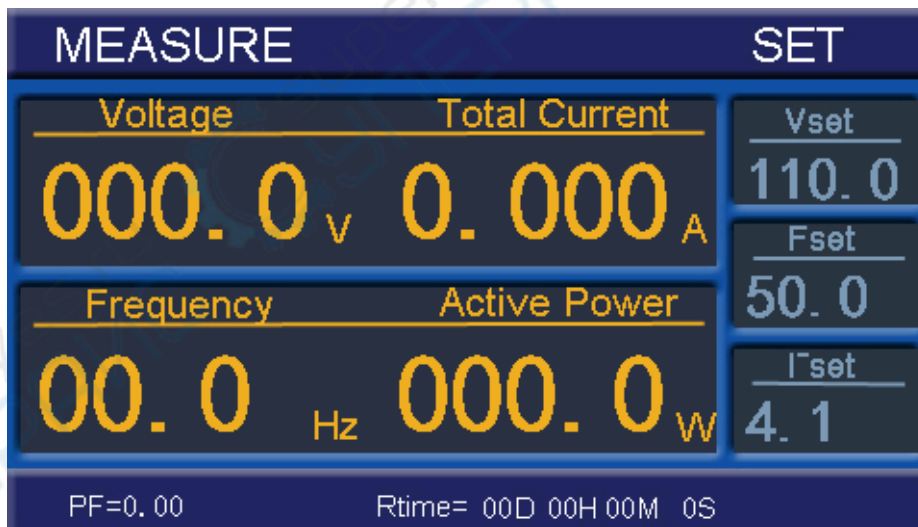 MEASURE SET
Voltage Total Current Vset
000.0 V 0.000 A 110.0
Fset
Frequency Active Power 50.0
00.0 Hz 000.0 W I¯set
4.1
PF=0.00 Rtime= 00D 00H 00M 0S